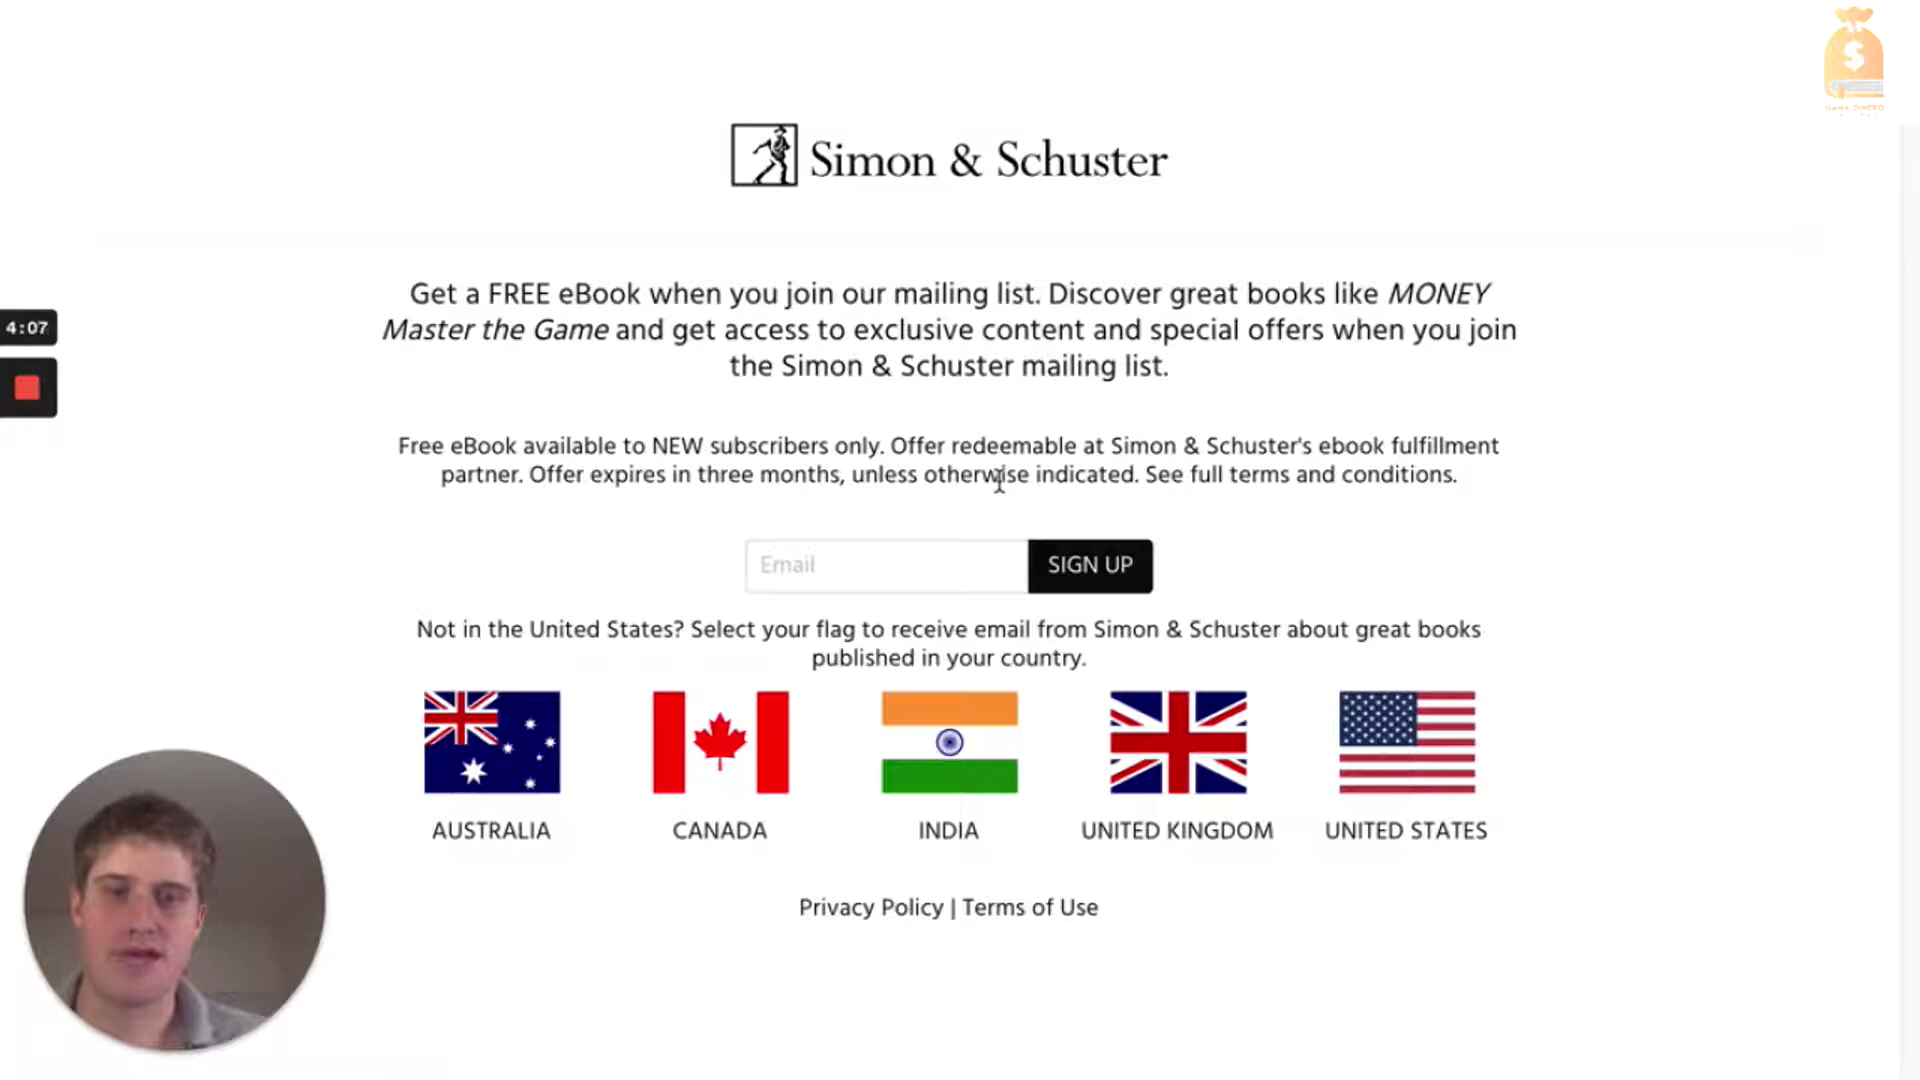 $
Simon & Schuster
Get a FREE eBook when you join our mailing list. Discover great books like MONEY
Master the Game and get access to exclusive content and special offers when you join
the Simon & Schuster mailing list.
4:07
Free eBook available to NEW subscribers only. Offer redeemable at Simon & Schuster's ebook fulfillment
partner. Offer expires in three months, unless otherwise indicated. See full terms and conditions.
Email
SIGN UP
Not in the United States? Select your flag to receive email from Simon & Schuster about great books
published in your country.
AUSTRALIA
CANADA
INDIA
UNITED KINGDOM
UNITED STATES
Privacy Policy | Terms of Use